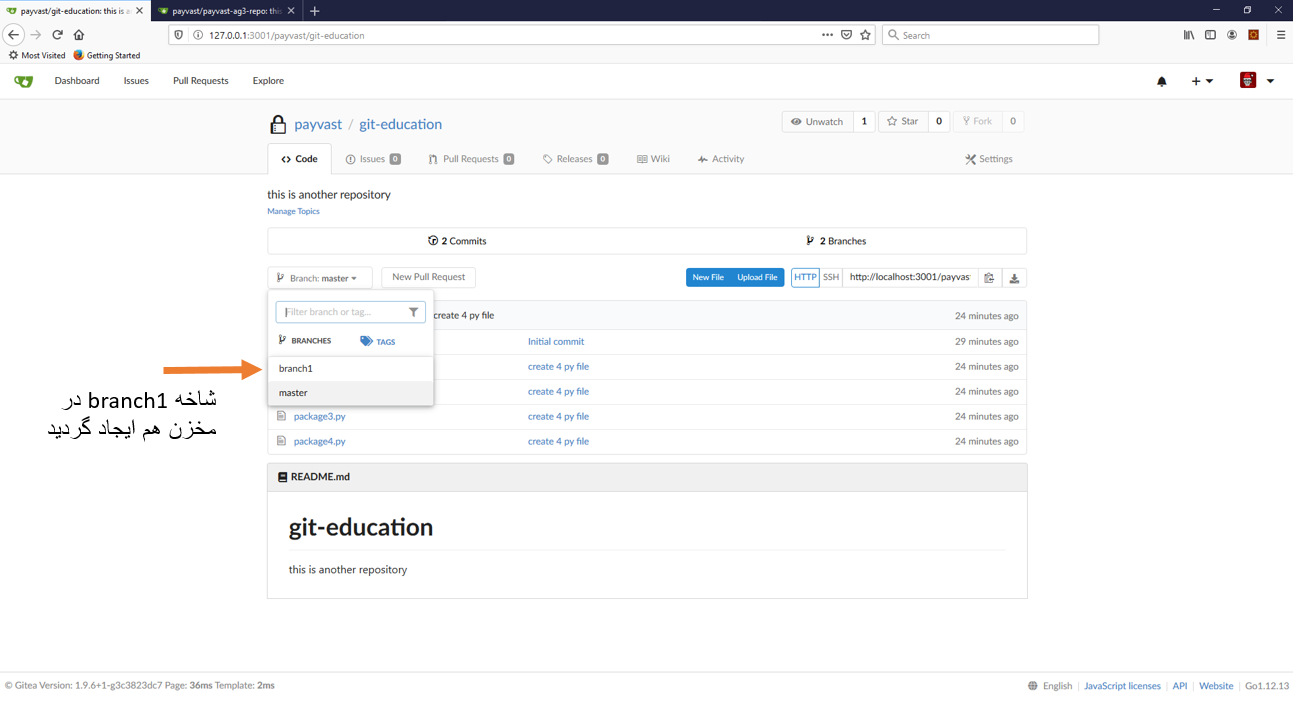 payvast/git-education: this is a
payvast/payvast-ag3-repo: this
127.0.0.1:3001/payvast/git-education
Search
Most Visited
Getting Started
Dashboard
Issues
Pull Requests
Explore
payvast / git-education
Unwatch 1
Star 0
Fork 0
Code
Issues 0
Pull Requests 0
Releases 0
Wiki
Activity
Settings
this is another repository
Manage Topics
2 Commits
2 Branches
Branch: master
New Pull Request
New File
Upload File
HTTP
SSH
http://localhost:3001/payvas
Filter branch or tag...
BRANCHES
TAGS
branch1
master
شاخه branch1 در
مخزن هم ایجاد گردید
create 4 py file 24 minutes ago
Initial commit 29 minutes ago
create 4 py file 24 minutes ago
create 4 py file 24 minutes ago
package3.py create 4 py file 24 minutes ago
package4.py create 4 py file 24 minutes ago
README.md
git-education
this is another repository
© Gitea Version: 1.9.6+1-g3c3823dc7 Page: 36ms Template: 2ms
English | JavaScript licenses | API | Website | Go1.12.13